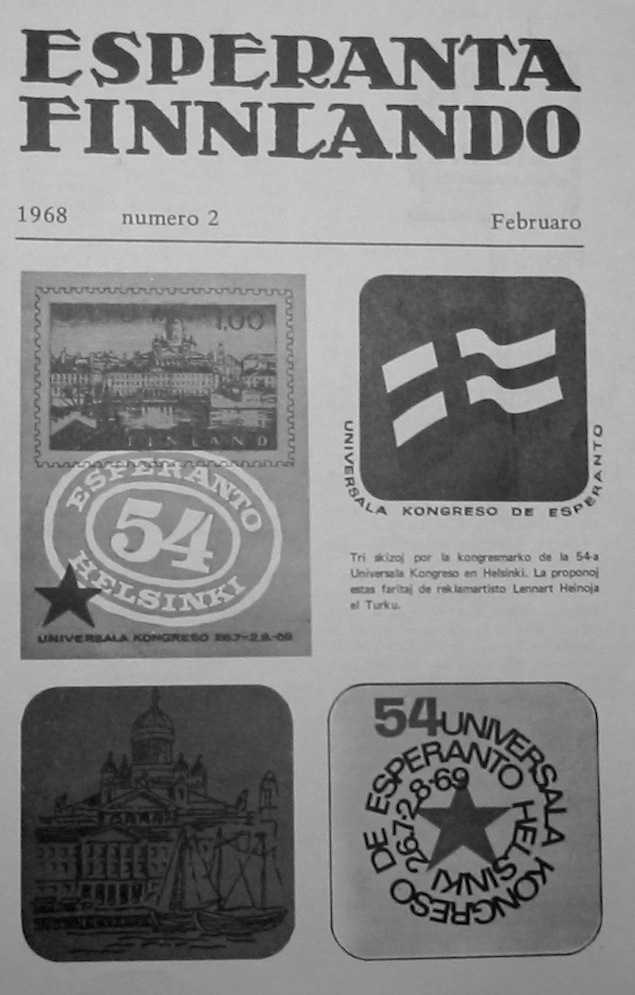 ESPERANTA
FINNLANDO
1968 numero 2 Februaro
1.00
FINLAND
ESPERANTO
54
HELSINKI
UNIVERSALA KONGRESO 26.7-2.8.-69
UNIVERSALA KONGRESO DE ESPERANTO
Tri skizoj por la kongresmarko de la 54-a
Universala Kongreso en Helsinki. La proponoj
estas faritaj de reklamartisto Lennart Heinoja
el Turku.
54 UNIVERSALA KONGRESO DE ESPERANTO HELSINKI
26.7-2.8-69